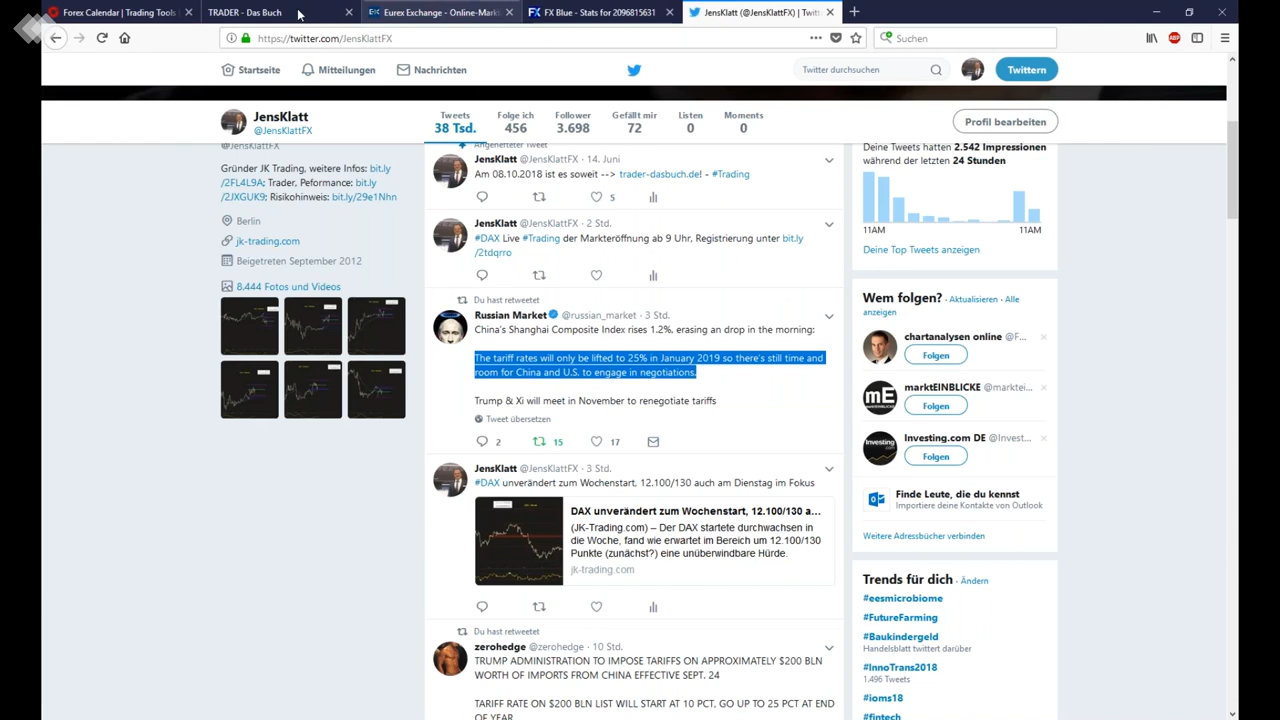 Forex Calendar | Trading Tools
TRADER - Das Buch
Eurex Exchange - Online-Markt
FX Blue - Stats for 2096815631
JensKlatt (@JensKlattFX) | Twitt
https://twitter.com/JensKlattFX
Suchen
Startseite
Mitteilungen
Nachrichten
Twitter durchsuchen
Twittern
JensKlatt
@JensKlattFX
Tweets
38 Tsd.
Folge ich
456
Follower
3.698
Gefällt mir
72
Listen
0
Moments
0
Profil bearbeiten
@JensKlattFX
Gründer JK Trading, weitere Infos: bit.ly
/2FL4L9A; Trader, Peformance: bit.ly
/2JXGUK9; Risikohinweis: bit.ly/29e1Nhn
Berlin
jk-trading.com
Beigetreten September 2012
8.444 Fotos und Videos
Angehefteter Tweet
JensKlatt @JensKlattFX · 14. Juni
Am 08.10.2018 ist es soweit --> trader-dasbuch.de! - #Trading
5
JensKlatt @JensKlattFX · 2 Std.
#DAX Live #Trading der Markteröffnung ab 9 Uhr, Registrierung unter bit.ly
/2tdqrro
Du hast retweetet
Russian Market @russian_market · 3 Std.
China's Shanghai Composite Index rises 1.2%, erasing an drop in the morning:
The tariff rates will only be lifted to 25% in January 2019 so there's still time and
room for China and U.S. to engage in negotiations.
Trump & Xi will meet in November to renegotiate tariffs
Tweet übersetzen
2
15
17
JensKlatt @JensKlattFX · 3 Std.
#DAX unverändert zum Wochenstart, 12.100/130 auch am Dienstag im Fokus
DAX unverändert zum Wochenstart, 12.100/130 a...
(JK-Trading.com) – Der DAX startete durchwachsen in
die Woche, fand wie erwartet im Bereich um 12.100/130
Punkte (zunächst?) eine unüberwindbare Hürde.
jk-trading.com
Du hast retweetet
zerohedge @zerohedge · 10 Std.
TRUMP ADMINISTRATION TO IMPOSE TARIFFS ON APPROXIMATELY $200 BLN
WORTH OF IMPORTS FROM CHINA EFFECTIVE SEPT. 24
TARIFF RATE ON $200 BLN LIST WILL START AT 10 PCT, GO UP TO 25 PCT AT END
OF YEAR
Deine Tweets hatten 2.542 Impressionen
während der letzten 24 Stunden
11AM
11AM
Deine Top Tweets anzeigen
Wem folgen? · Aktualisieren · Alle
anzeigen
chartanalysen online @F...
Folgen
mE
marktEINBLICKE @marktei...
Folgen
Investing.com
Investing.com DE @Invest...
Folgen
Finde Leute, die du kennst
Importiere deine Kontakte von Outlook
Weitere Adressbücher verbinden
Trends für dich · Ändern
#eesmicrobiome
#FutureFarming
#Baukindergeld
Handelsblatt twittert darüber
#InnoTrans2018
1.496 Tweets
#ioms18
#fintech